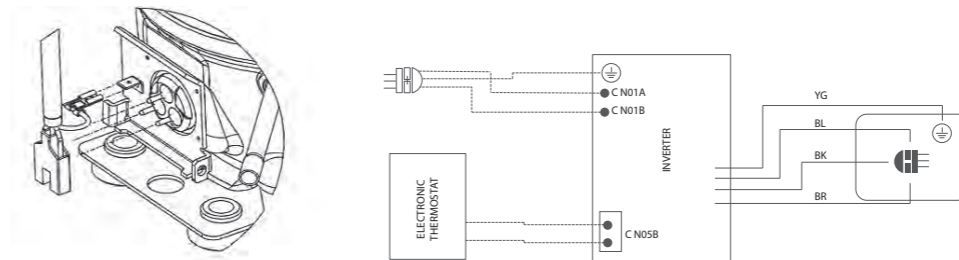 C N01A
C N01B
INVERTER
ELECTRONIC
THERMOSTAT
C N05B
YG
BL
BK
BR